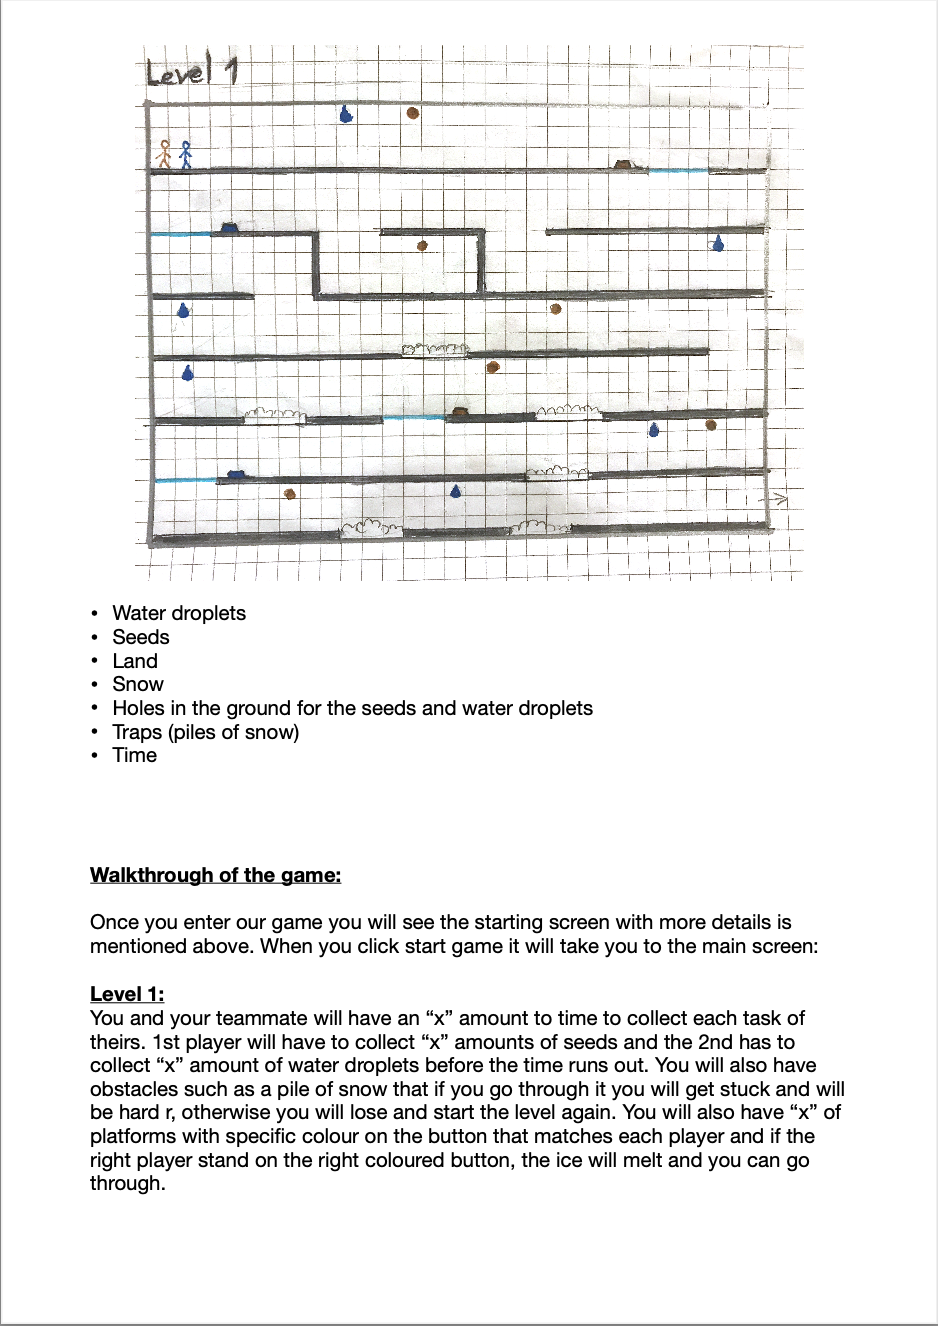 Level 1
• Water droplets
• Seeds
• Land
• Snow
• Holes in the ground for the seeds and water droplets
• Traps (piles of snow)
• Time
Walkthrough of the game:
Once you enter our game you will see the starting screen with more details is
mentioned above. When you click start game it will take you to the main screen:
Level 1:
You and your teammate will have an “x” amount to time to collect each task of
theirs. 1st player will have to collect “x” amounts of seeds and the 2nd has to
collect “x” amount of water droplets before the time runs out. You will also have
obstacles such as a pile of snow that if you go through it you will get stuck and will
be hard r, otherwise you will lose and start the level again. You will also have “x” of
platforms with specific colour on the button that matches each player and if the
right player stand on the right coloured button, the ice will melt and you can go
through.